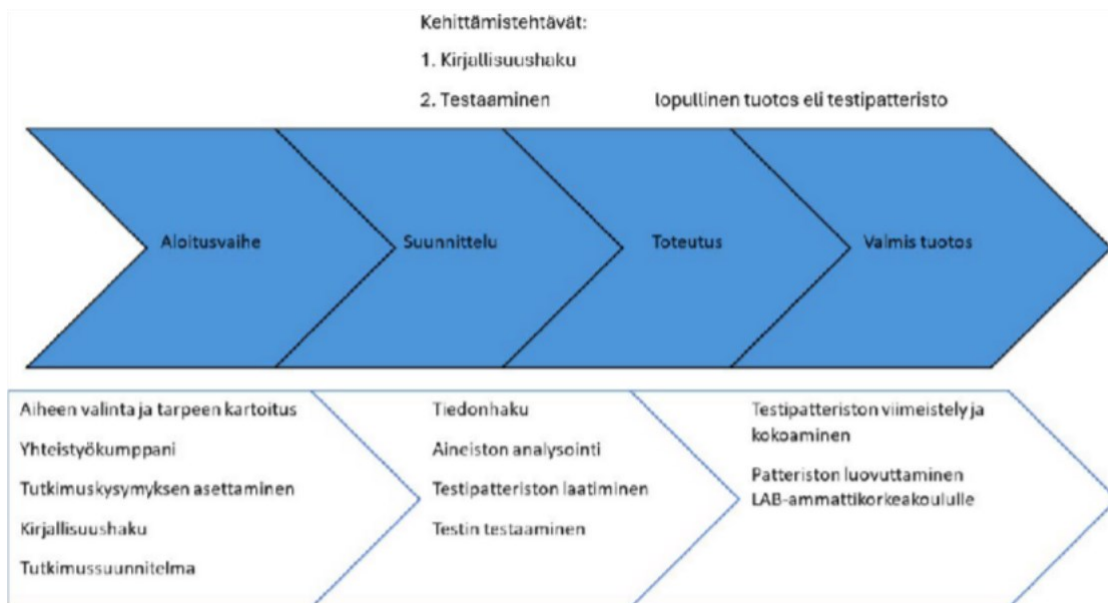 Kehittämistehtävät:
1. Kirjallisuushaku
2. Testaaminen
lopullinen tuotos eli testipatteristo
Aloitusvaihe
Suunnittelu
Toteutus
Valmis tuotos
Aiheen valinta ja tarpeen kartoitus
Yhteistyökumppani
Tutkimuskysymyksen asettaminen
Kirjallisuushaku
Tutkimussuunnitelma
Tiedonhaku
Aineiston analysointi
Testipatteriston laatiminen
Testin testaaminen
Testipatteriston viimeistely ja
kokoaminen
Patteriston luovuttaminen
LAB-ammattikorkeakoululle